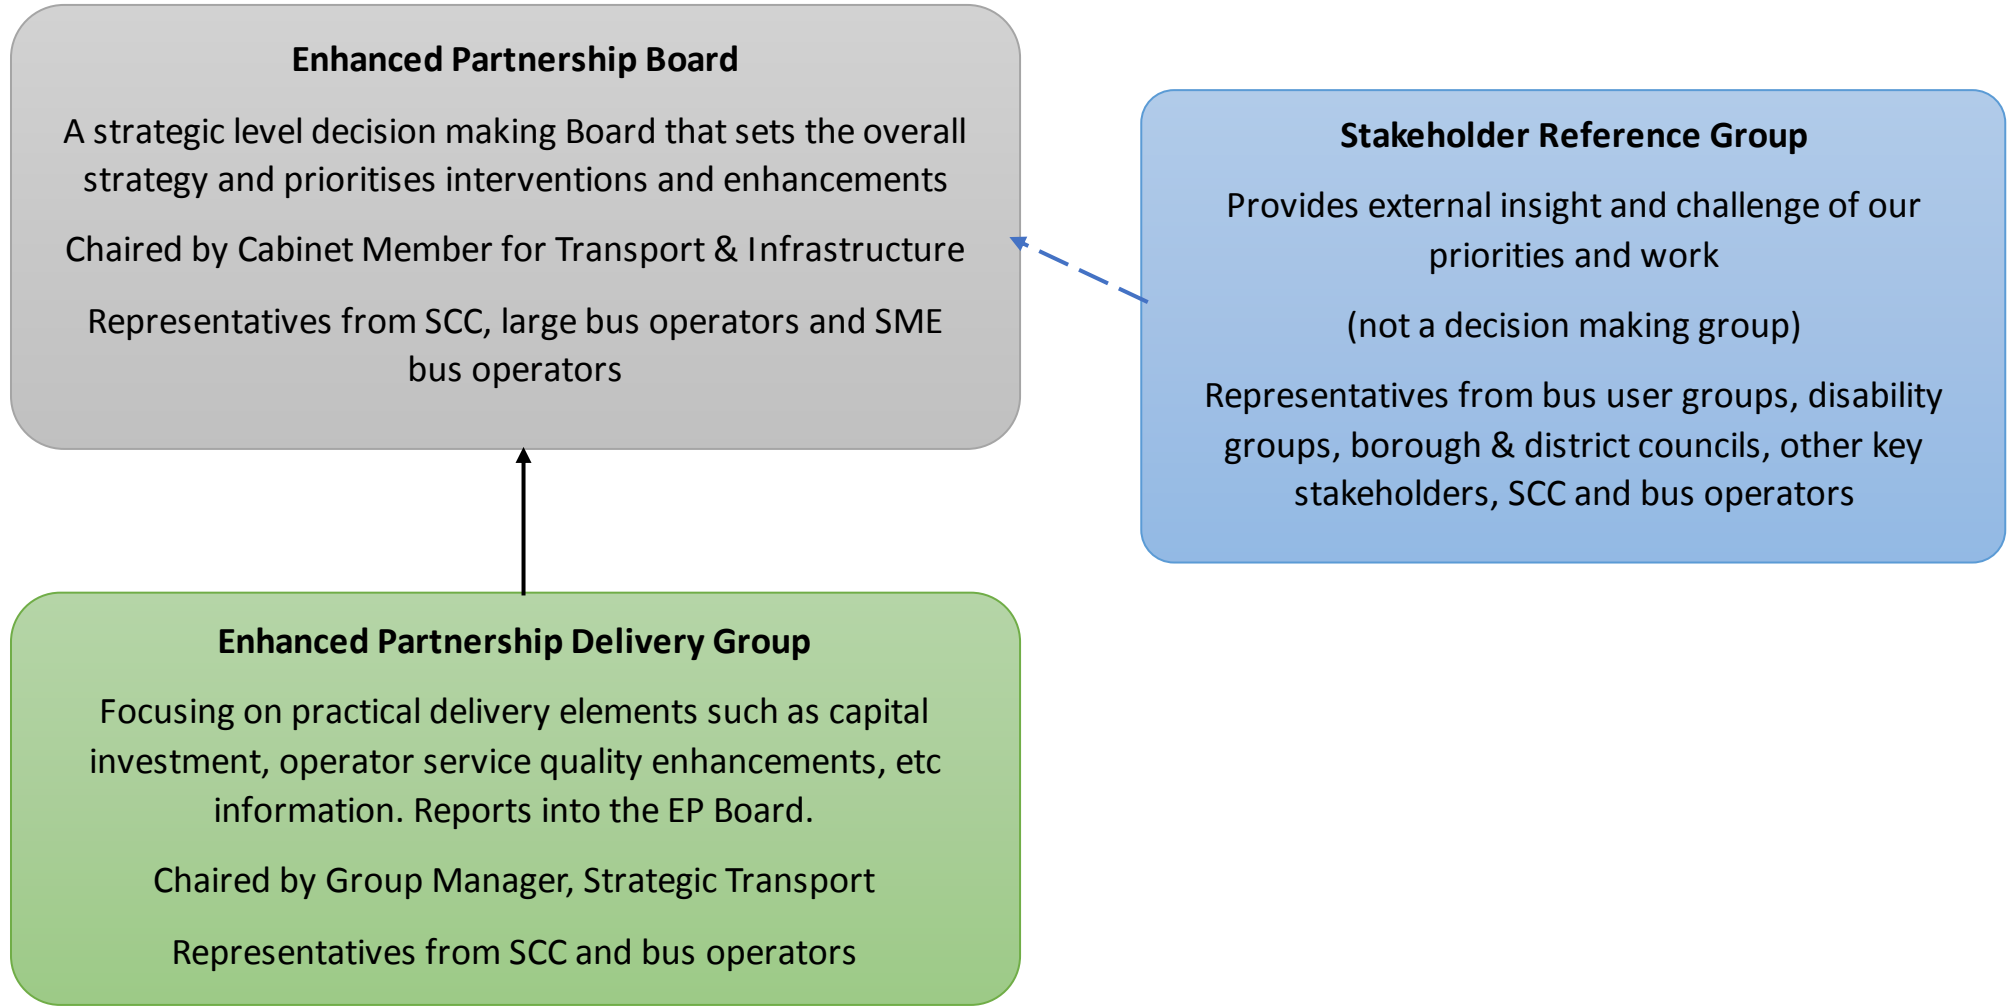 Enhanced Partnership Board
A strategic level decision making Board that sets the overall
strategy and prioritises interventions and enhancements
Chaired by Cabinet Member for Transport & Infrastructure
Representatives from SCC, large bus operators and SME
bus operators
Stakeholder Reference Group
Provides external insight and challenge of our
priorities and work
(not a decision making group)
Representatives from bus user groups, disability
groups, borough & district councils, other key
stakeholders, SCC and bus operators
Enhanced Partnership Delivery Group
Focusing on practical delivery elements such as capital
investment, operator service quality enhancements, etc
information. Reports into the EP Board.
Chaired by Group Manager, Strategic Transport
Representatives from SCC and bus operators